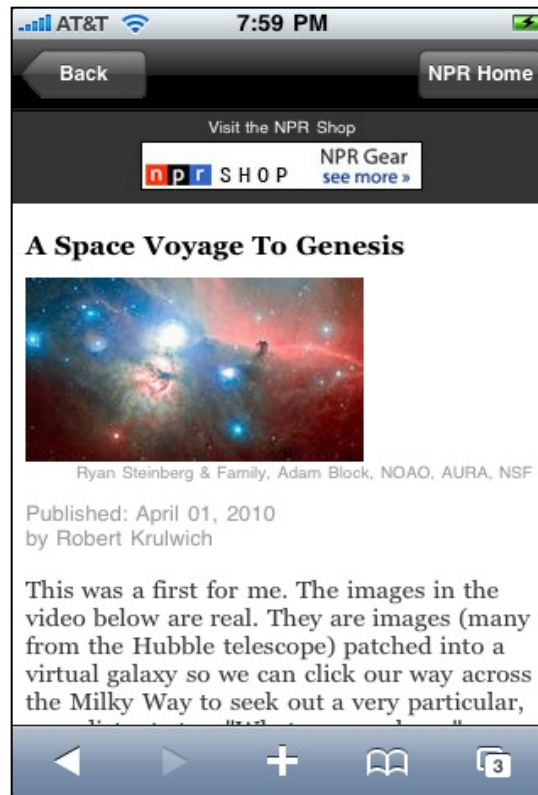 AT&T 7:59 PM
Back NPR Home
Visit the NPR Shop
npr SHOP NPR Gear
see more »
A Space Voyage To Genesis
Ryan Steinberg & Family, Adam Block, NOAO, AURA, NSF
Published: April 01, 2010
by Robert Krulwich
This was a first for me. The images in the
video below are real. They are images (many
from the Hubble telescope) patched into a
virtual galaxy so we can click our way across
the Milky Way to seek out a very particular,
3